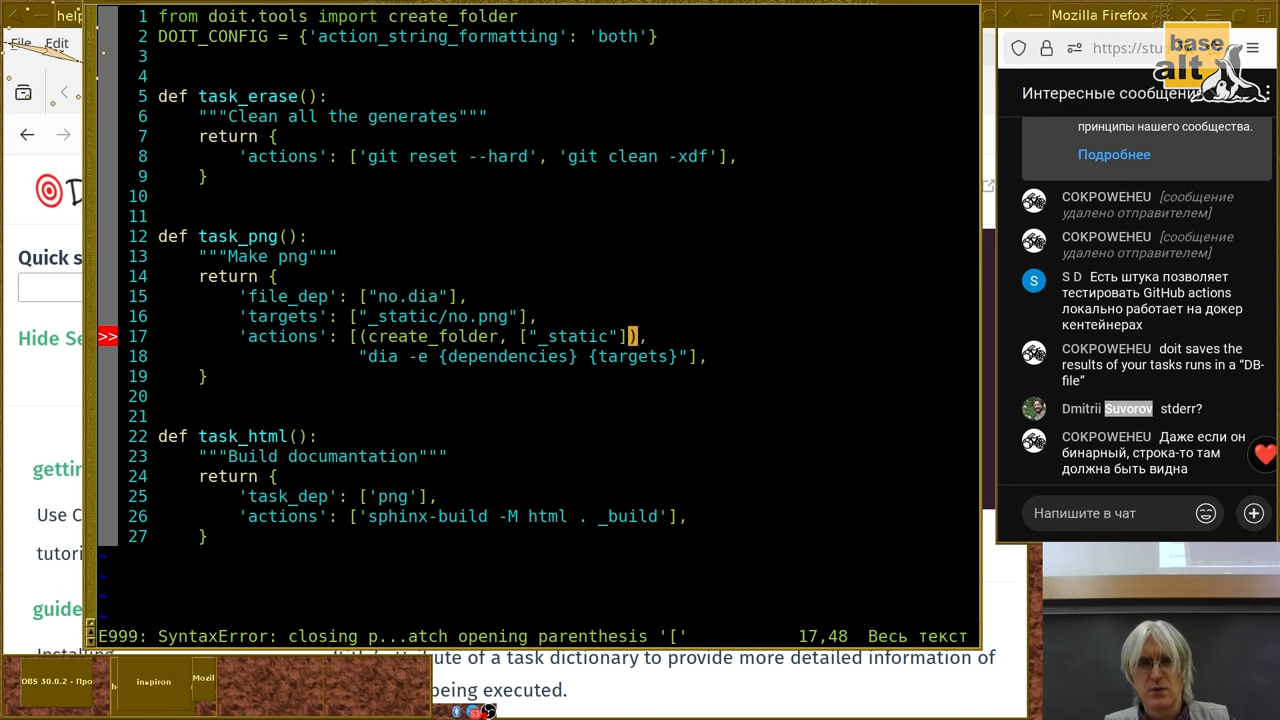 help
File Edit
Quick s
Hide Se
gettin
Use C
tutori
guide
1 from doit.tools import create_folder
2 DOIT_CONFIG = {'action_string_formatting': 'both'}
3
4
5 def task_erase():
6     """Clean all the generates"""
7     return {
8         'actions': ['git reset --hard', 'git clean -xdf'],
9     }
10
11
12 def task_png():
13     """Make png"""
14     return {
15         'file_dep': ["no.dia"],
16         'targets': ["_static/no.png"],
>> 17         'actions': [(create_folder, ["_static"]),
18                     "dia -e {dependencies} {targets}"],
19     }
20
21
22 def task_html():
23     """Build documantation"""
24     return {
25         'task_dep': ['png'],
26         'actions': ['sphinx-build -M html . _build'],
27     }
~
~
~
~
E999: SyntaxError: closing p...atch opening parenthesis '[' 17,48 Весь текст
ribute of a task dictionary to provide more detailed information of
being executed.
OBS 30.0.2 - Про
inspiron
Mozil
53
Mozilla Firefox
https://stu
base
alt
Интересные сообщени
принципы нашего сообщества.
Подробнее
COKPOWEHEU [сообщение
удалено отправителем]
COKPOWEHEU [сообщение
удалено отправителем]
S
S D Есть штука позволяет
тестировать GitHub actions
локально работает на докер
контейнерах
COKPOWEHEU doit saves the
results of your tasks runs in a “DB-
file”
Dmitrii Suvorov stderr?
COKPOWEHEU Даже если он
бинарный, строка-то там
должна быть видна
Напишите в чат